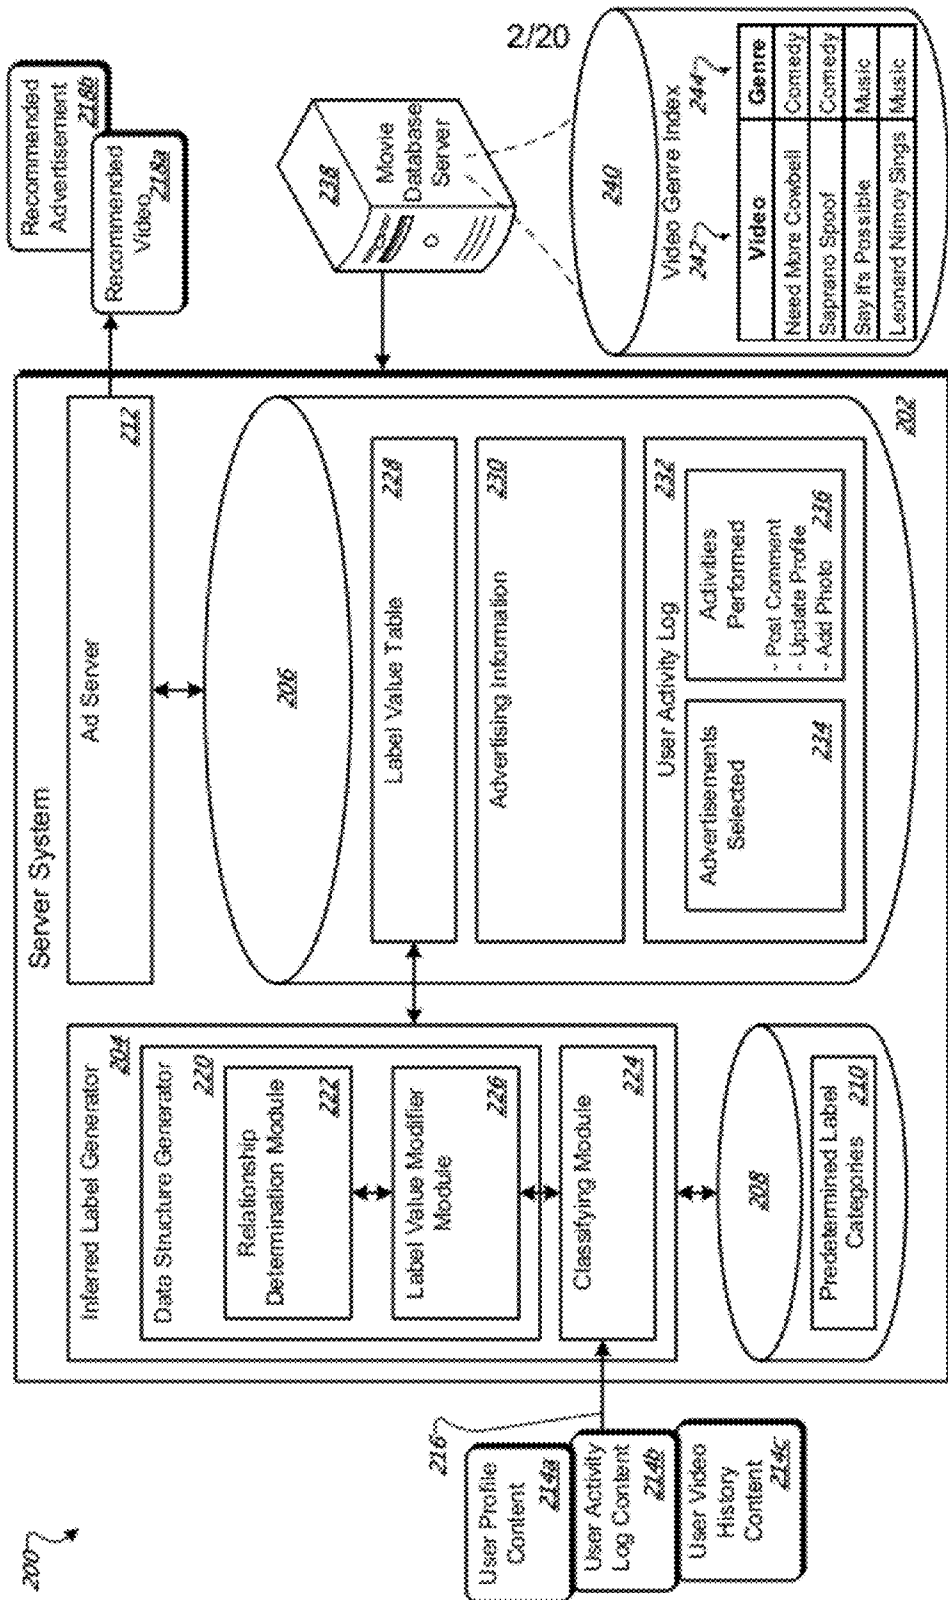 2/20
200
Server System
202
Inferred Label Generator
204
Data Structure Generator
220
Relationship
Determination Module
222
Label Value Modifier
Module
226
Classifying Module
224
208
Predetermined Label
Categories
210
216
User Profile
Content
214a
User Activity
Log Content
214b
User Video
History
Content
214c
Ad Server
212
206
Label Value Table
228
Advertising Information
230
User Activity Log
232
Advertisements
Selected
234
Activities
Performed
- Post Comment
- Update Profile
- Add Photo
236
Recommended
Advertisement
218b
Recommended
Video
218a
238
Movie
Database
Server
240
Video Genre Index
242
244
Video Genre
Need More Cowbell Comedy
Saprano Spoof Comedy
Say It's Possible Music
Leonard Nimoy Sings Music